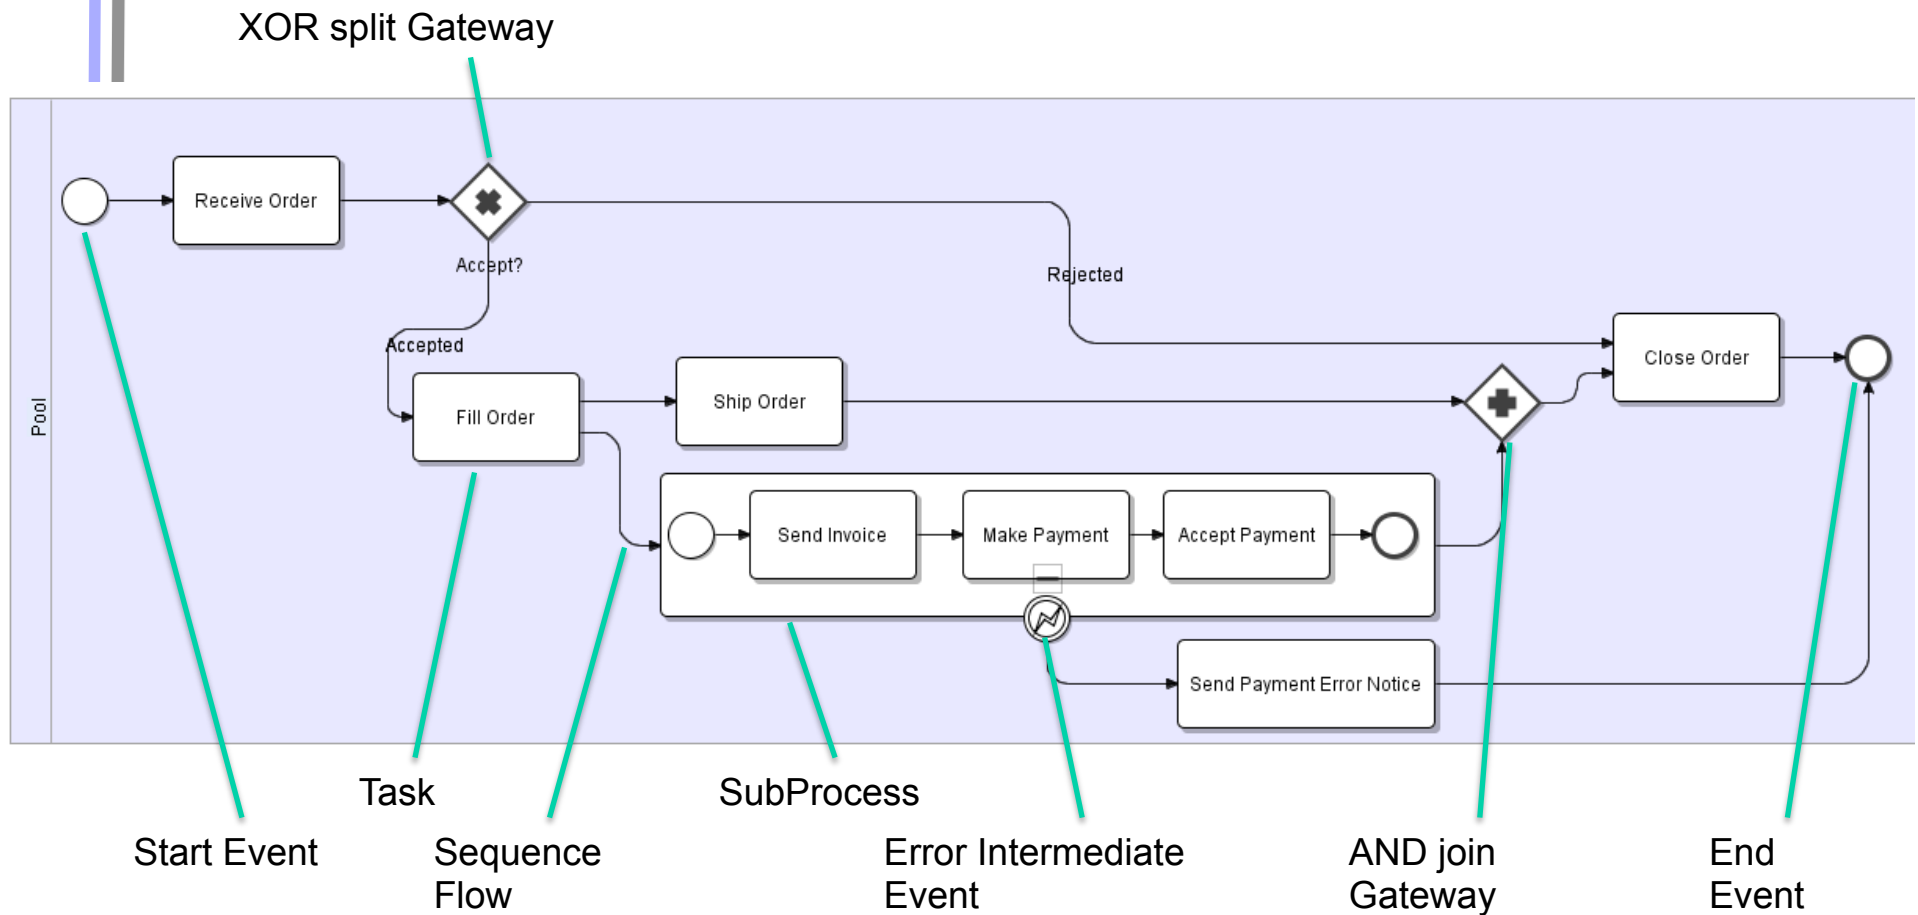 XOR split Gateway
Receive Order
Accept?
Rejected
Accepted
Close Order
Ship Order
Fill Order
Pool
Send Invoice
Make Payment
Accept Payment
Send Payment Error Notice
Task
SubProcess
Start Event
Sequence
Flow
Error Intermediate
Event
AND join
Gateway
End
Event